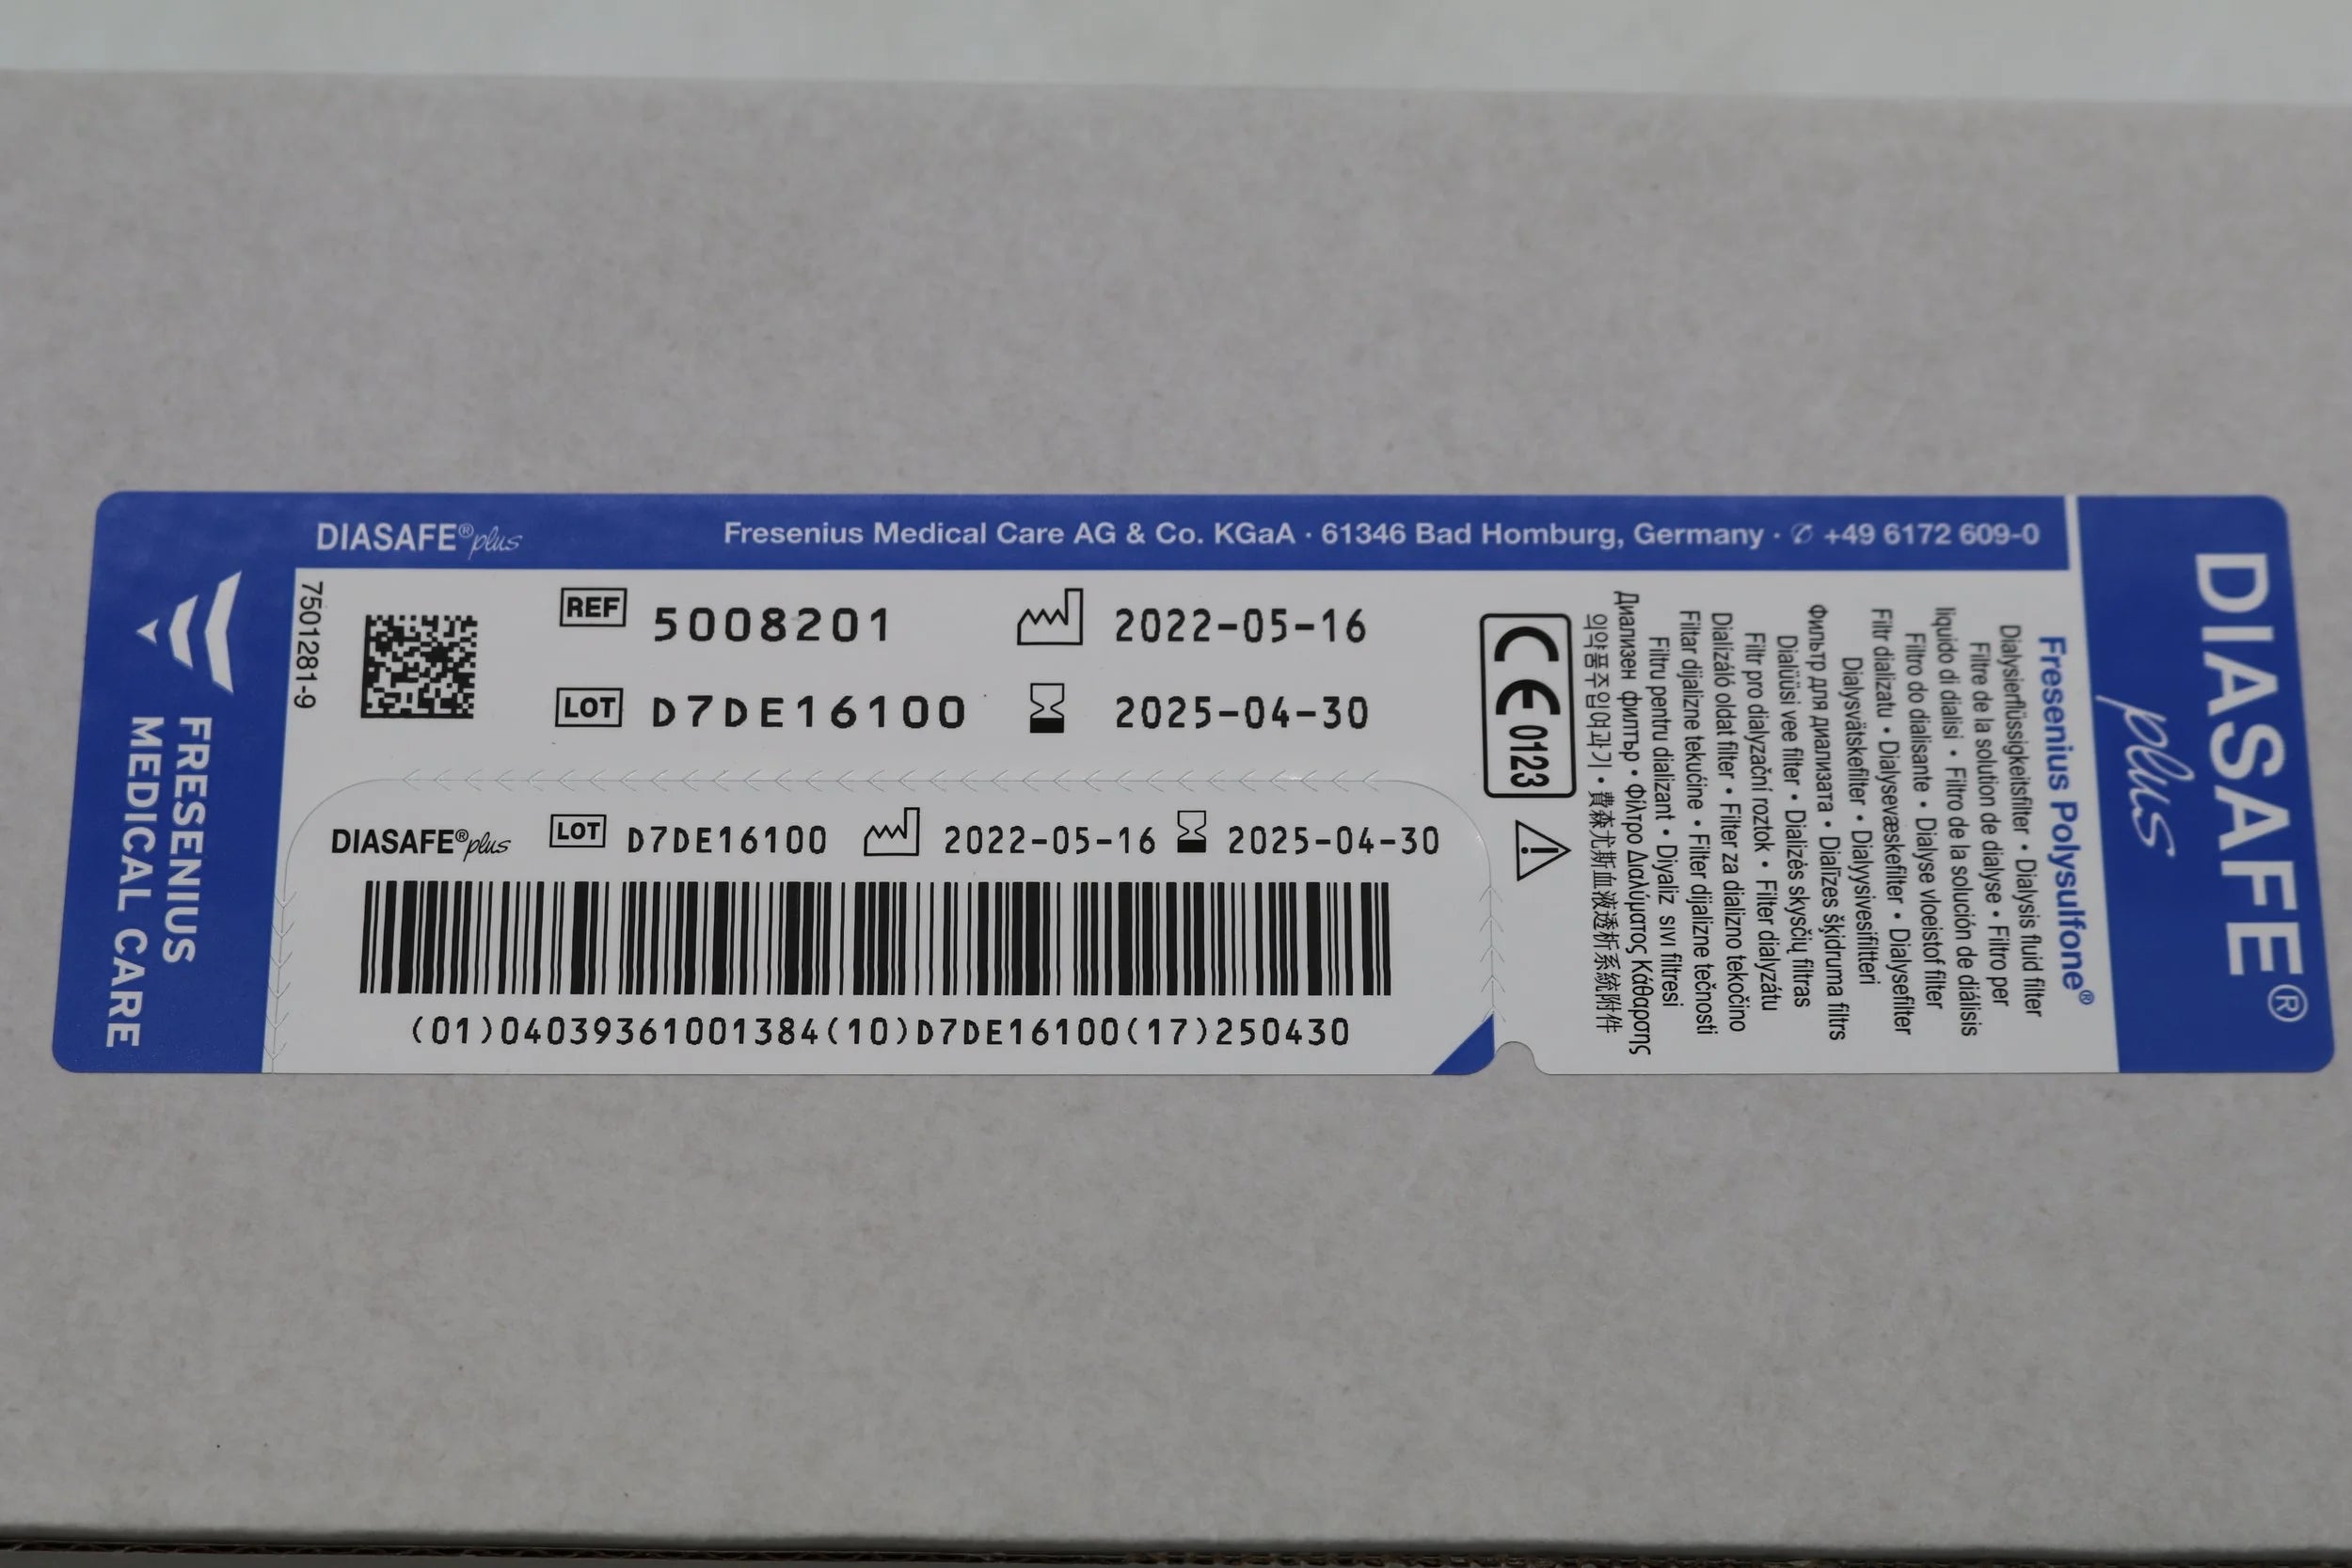 DIASAFE® plus
Fresenius Medical Care AG & Co. KGaA · 61346 Bad Homburg, Germany · ✆ +49 6172 609-0
FRESENIUS
MEDICAL CARE
7501281-9
REF 5008201 2022-05-16
LOT D7DE16100 2025-04-30
DIASAFE® plus LOT D7DE16100 2022-05-16 2025-04-30
(01)04039361001384(10)D7DE16100(17)250430
CE 0123
DIASAFE®
plus
Fresenius Polysulfone®
Dialysierflüssigkeitsfilter • Dialysis fluid filter
Filtre de la solution de dialyse • Filtro per
liquido di dialisi • Filtro de la solución de diálisis
Filtro do dialisante • Dialyse vloeistof filter
Filtr dializatu • Dialysevæskefilter • Dialysefilter
Dialysvätskefilter • Dialyysivesifiltteri
Фильтр для диализата • Dialīzes šķidruma filtrs
Dialüüsi vee filter • Dializės skysčių filtras
Filtr pro dialyzační roztok • Filter dialyzátu
Dializáló oldat filter • Filter za dializno tekočino
Filtar dijalizne tekućine • Filter dijalizne tečnosti
Filtru pentru dializant • Diyaliz sıvı filtresi
Диализен филтър • Φίλτρο Διαλύματος Κάθαρσης
의약품주입여과기 • 費森尤斯血液透析系統附件